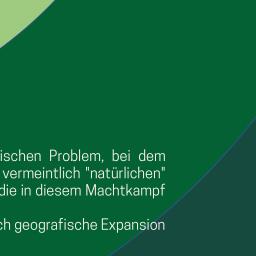 ischen Problem, bei dem
vermeintlich "natürlichen"
die in diesem Machtkampf
ch geografische Expansion